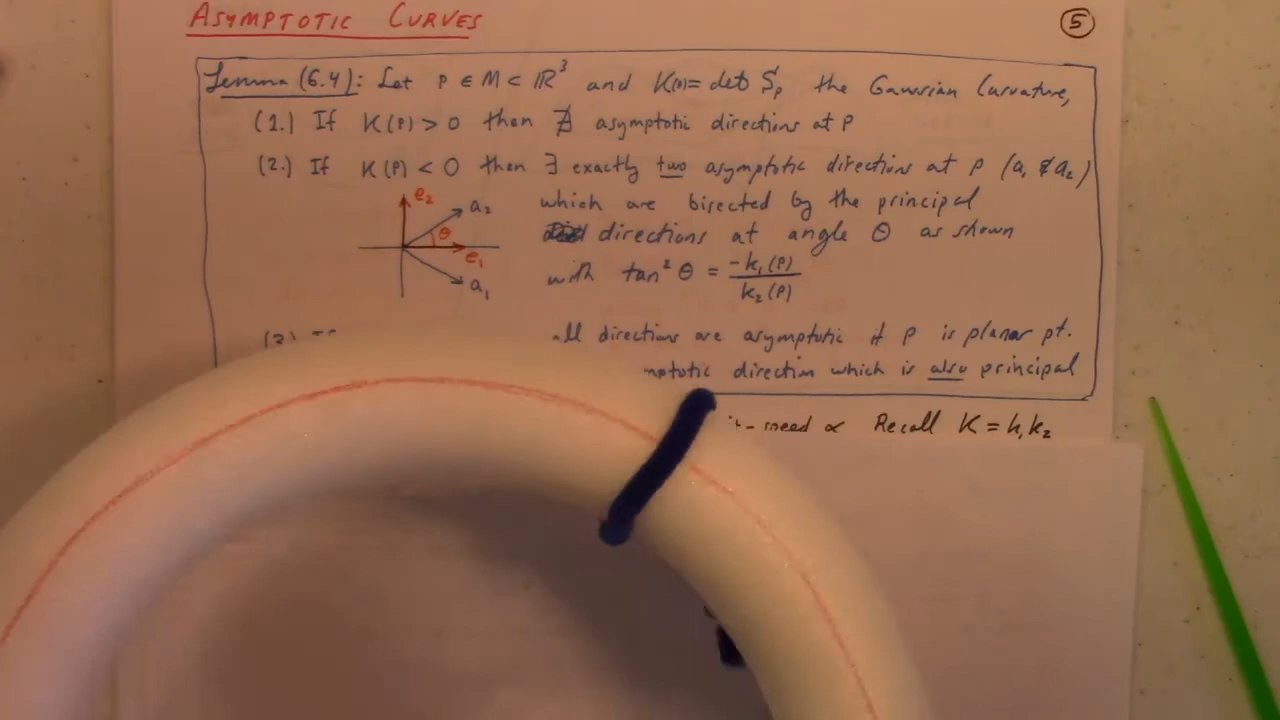 ASYMPTOTIC CURVES
5
Lemma (6.4): Let p ∈ M ⊂ ℝ³ and K(p) = det Sp the Gaussian Curvature,
(1.) If K(p) > 0 then ∄ asymptotic directions at p
(2.) If K(p) < 0 then ∃ exactly two asymptotic directions at p (a₁ & a₂)
which are bisected by the principal
directions at angle θ as shown
with tan² θ = -k₁(p) / k₂(p)
e₂
a₂
θ
e₁
a₁
(3)
all directions are asymptotic if p is planar pt.
direction which is also principal
Recall K = k₁k₂